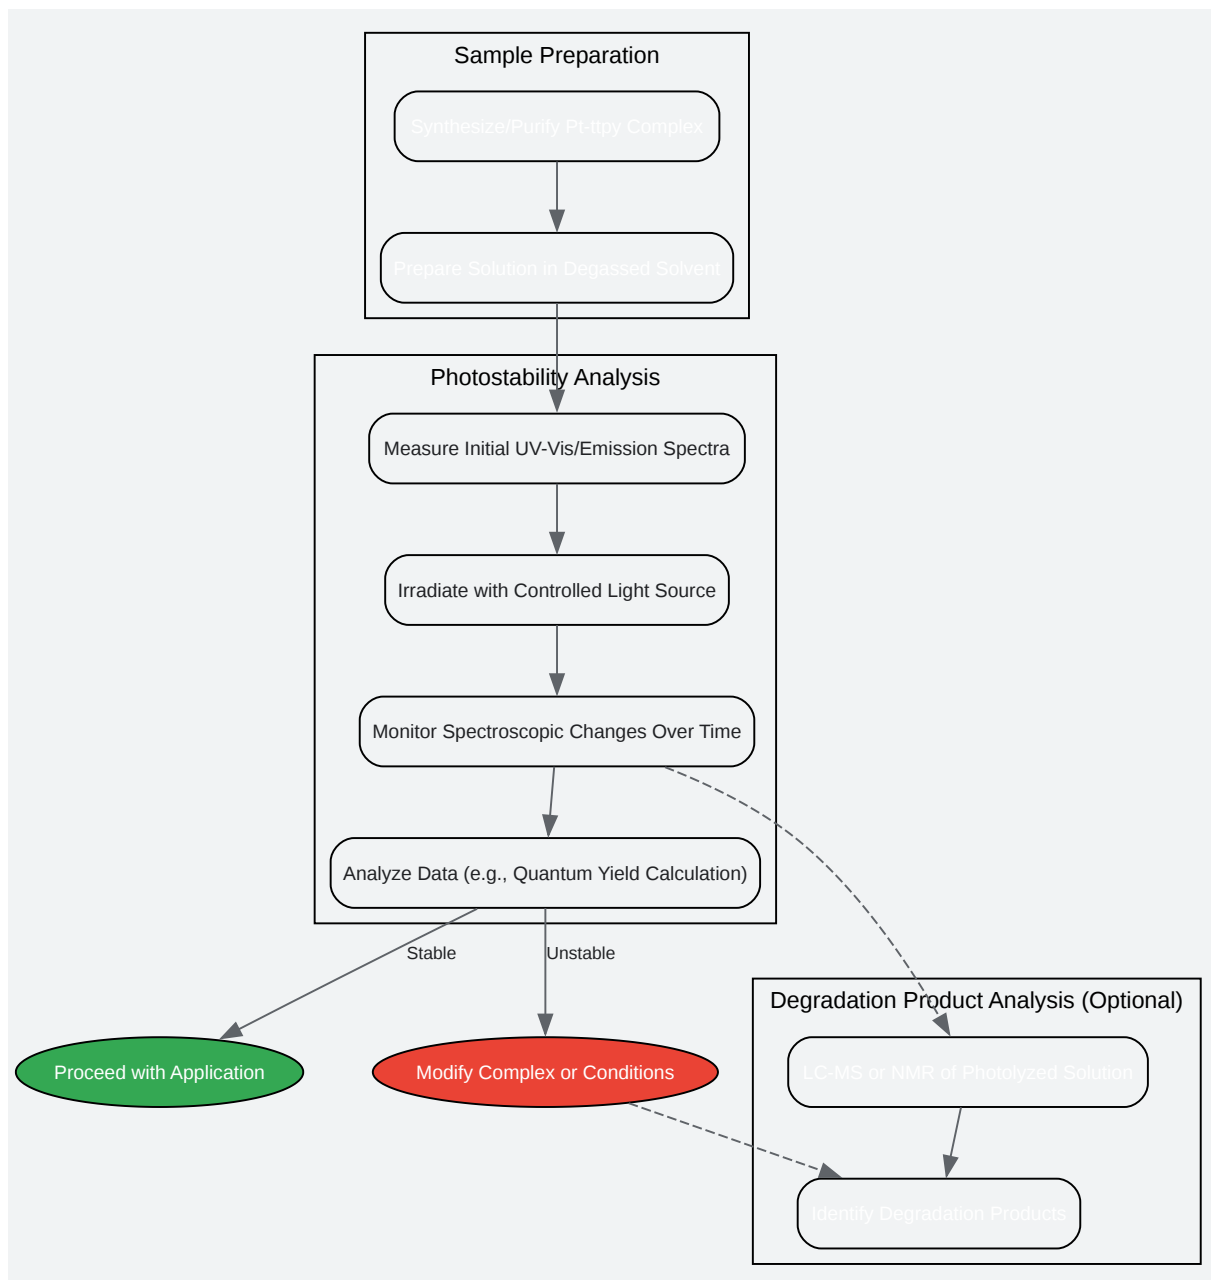 Sample Preparation
Synthesize/Purify Pt-ttpy Complex
Prepare Solution in Degassed Solvent
Photostability Analysis
Measure Initial UV-Vis/Emission Spectra
Irradiate with Controlled Light Source
Monitor Spectroscopic Changes Over Time
Analyze Data (e.g., Quantum Yield Calculation)
Stable
Unstable
Proceed with Application
Modify Complex or Conditions
Degradation Product Analysis (Optional)
LC-MS or NMR of Photolyzed Solution
Identify Degradation Products